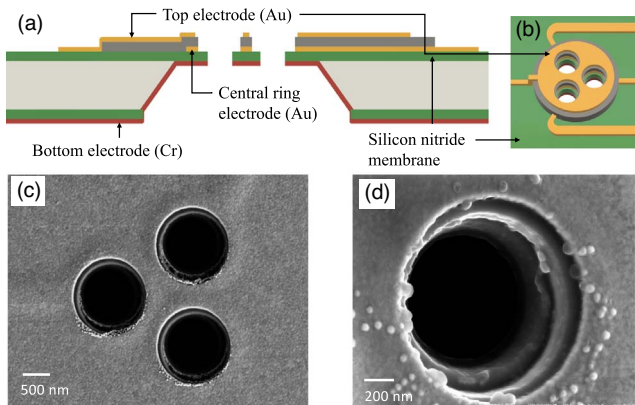 (a)
Top electrode (Au)
(b)
Central ring
electrode (Au)
Bottom electrode (Cr)
Silicon nitride
membrane
(c)
(d)
500 nm
200 nm